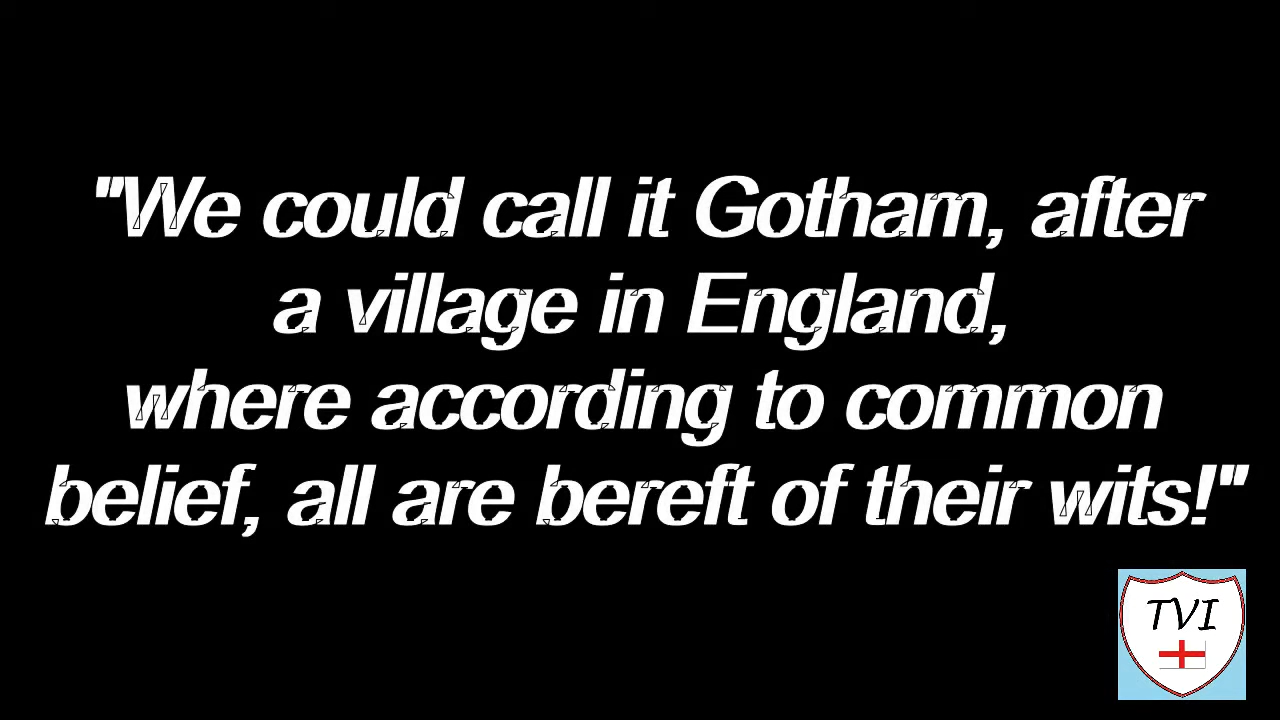 "We could call it Gotham, after
a village in England,
where according to common
belief, all are bereft of their wits!"
TVI